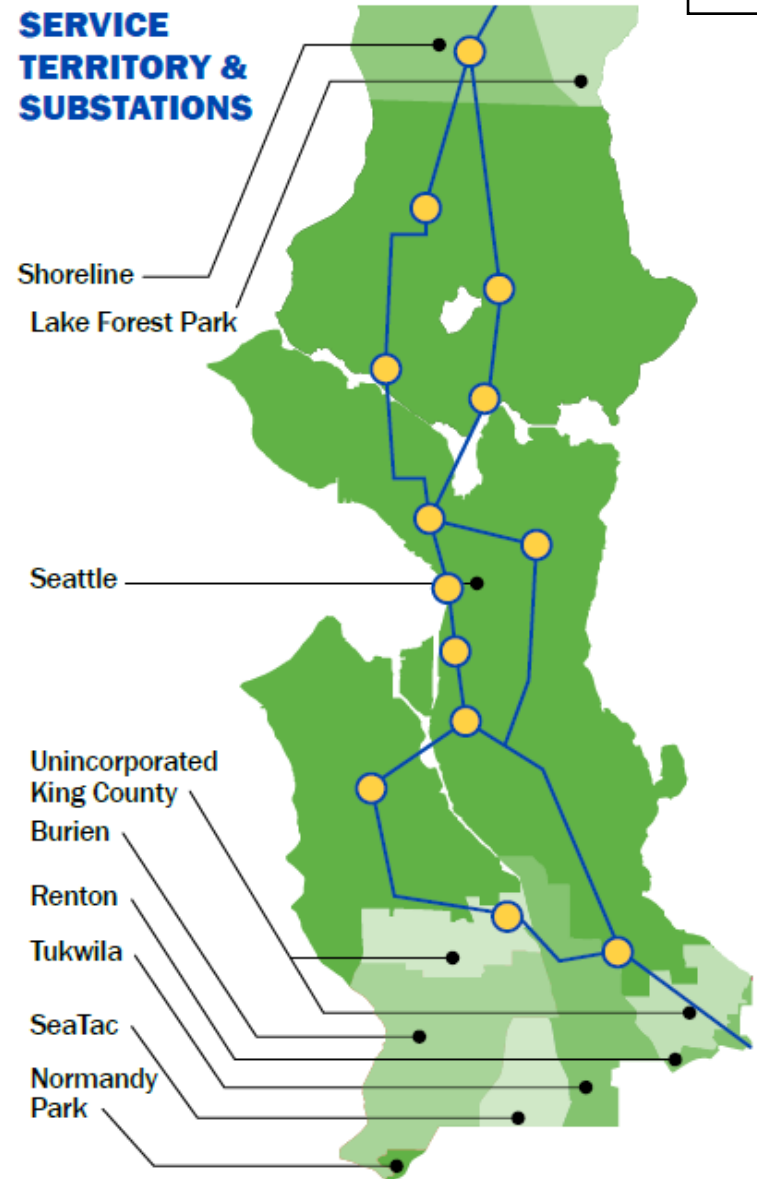 SERVICE
TERRITORY &
SUBSTATIONS
Shoreline
Lake Forest Park
Seattle
Unincorporated
King County
Burien
Renton
Tukwila
SeaTac
Normandy
Park